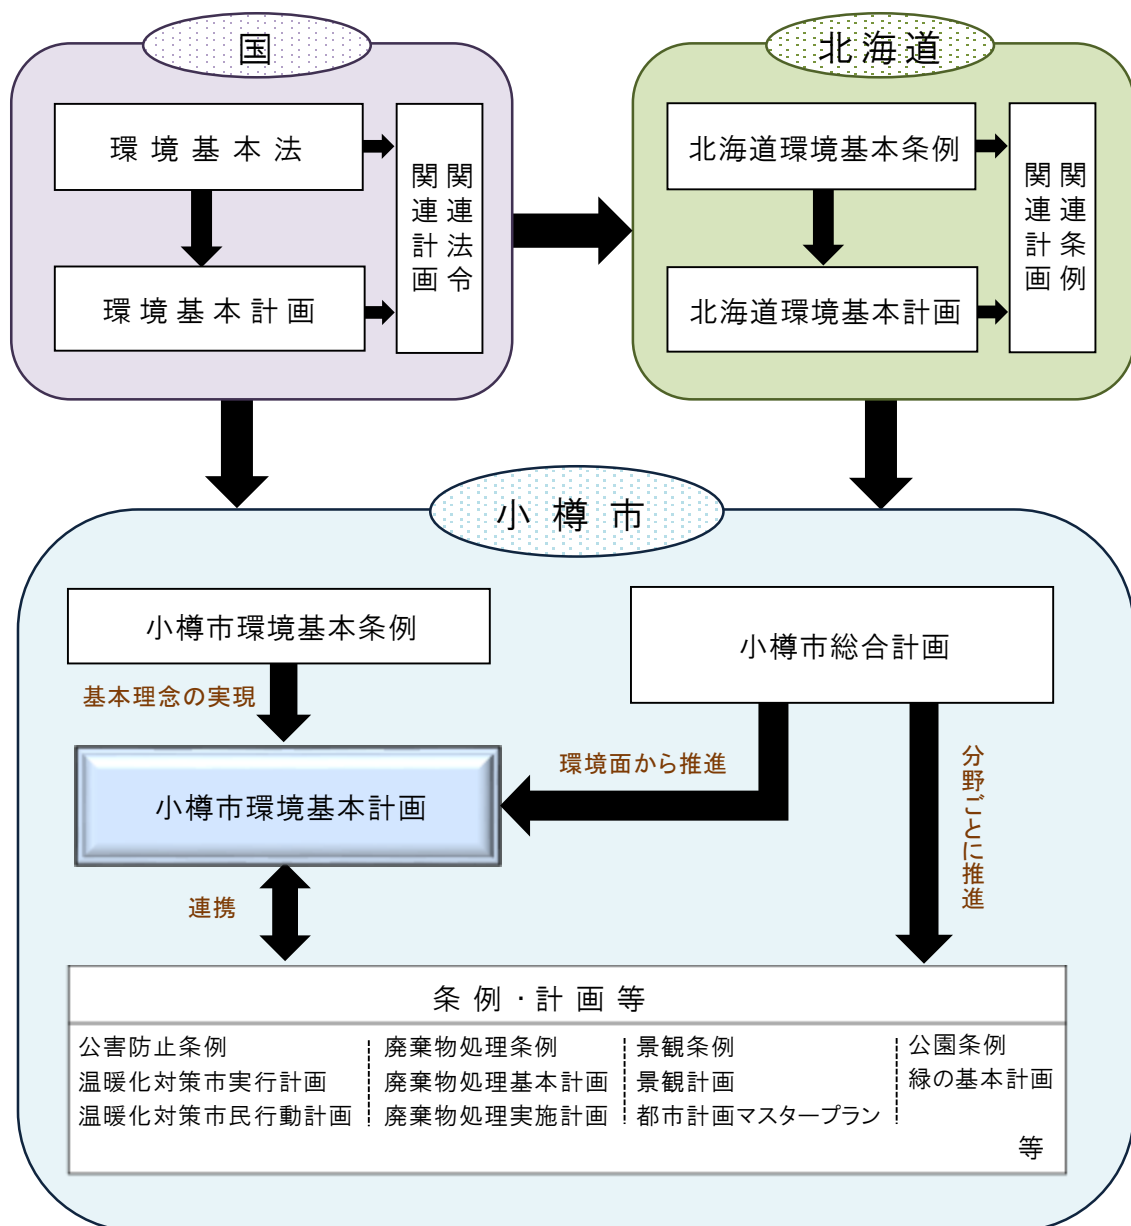 国
環境基本法
環境基本計画
関連法令
関連計画
北海道
北海道環境基本条例
北海道環境基本計画
関連条例
関連計画
小樽市
小樽市環境基本条例
小樽市総合計画
基本理念の実現
小樽市環境基本計画
環境面から推進
分野ごとに推進
連携
条例・計画等
公害防止条例
温暖化対策市実行計画
温暖化対策市民行動計画
廃棄物処理条例
廃棄物処理基本計画
廃棄物処理実施計画
景観条例
景観計画
都市計画マスタープラン
公園条例
緑の基本計画
等